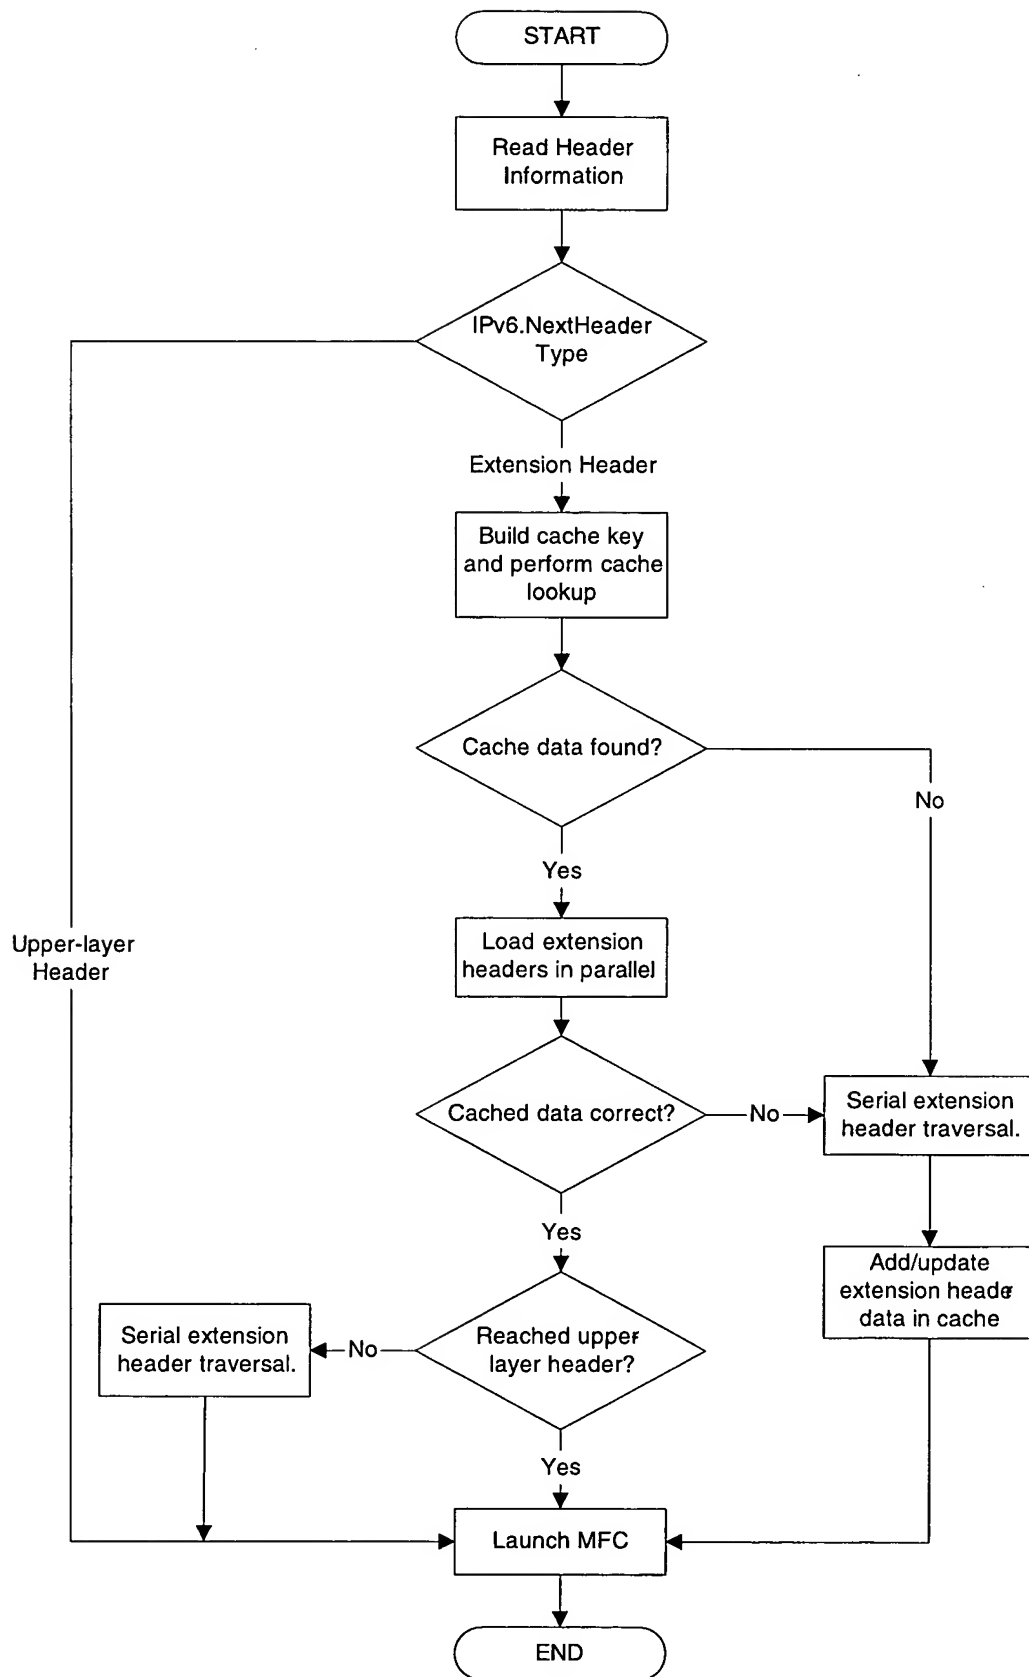 START
Read Header
Information
IPv6.NextHeader
Type
Extension Header
Build cache key
and perform cache
lookup
Cache data found?
No
Yes
Upper-layer
Header
Load extension
headers in parallel
Cached data correct?
No
Serial extension
header traversal.
Yes
Add/update
extension header
data in cache
Serial extension
header traversal.
No
Reached upper-
layer header?
Yes
Launch MFC
END